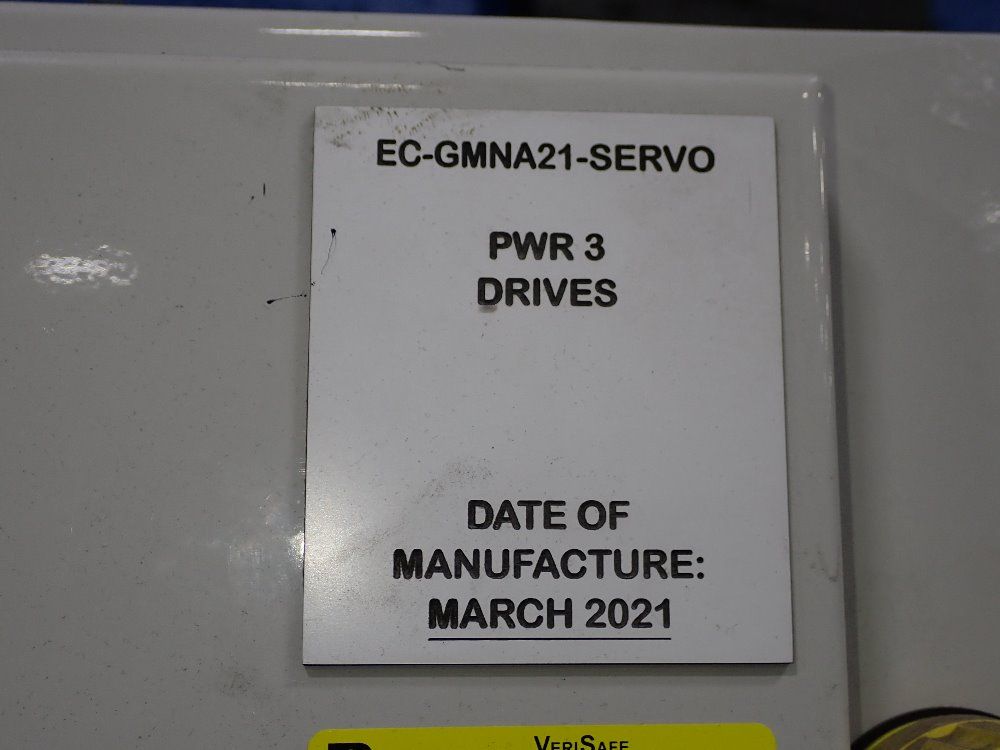 EC-GMNA21-SERVO
PWR 3
DRIVES
DATE OF
MANUFACTURE:
MARCH 2021
VERISAFE